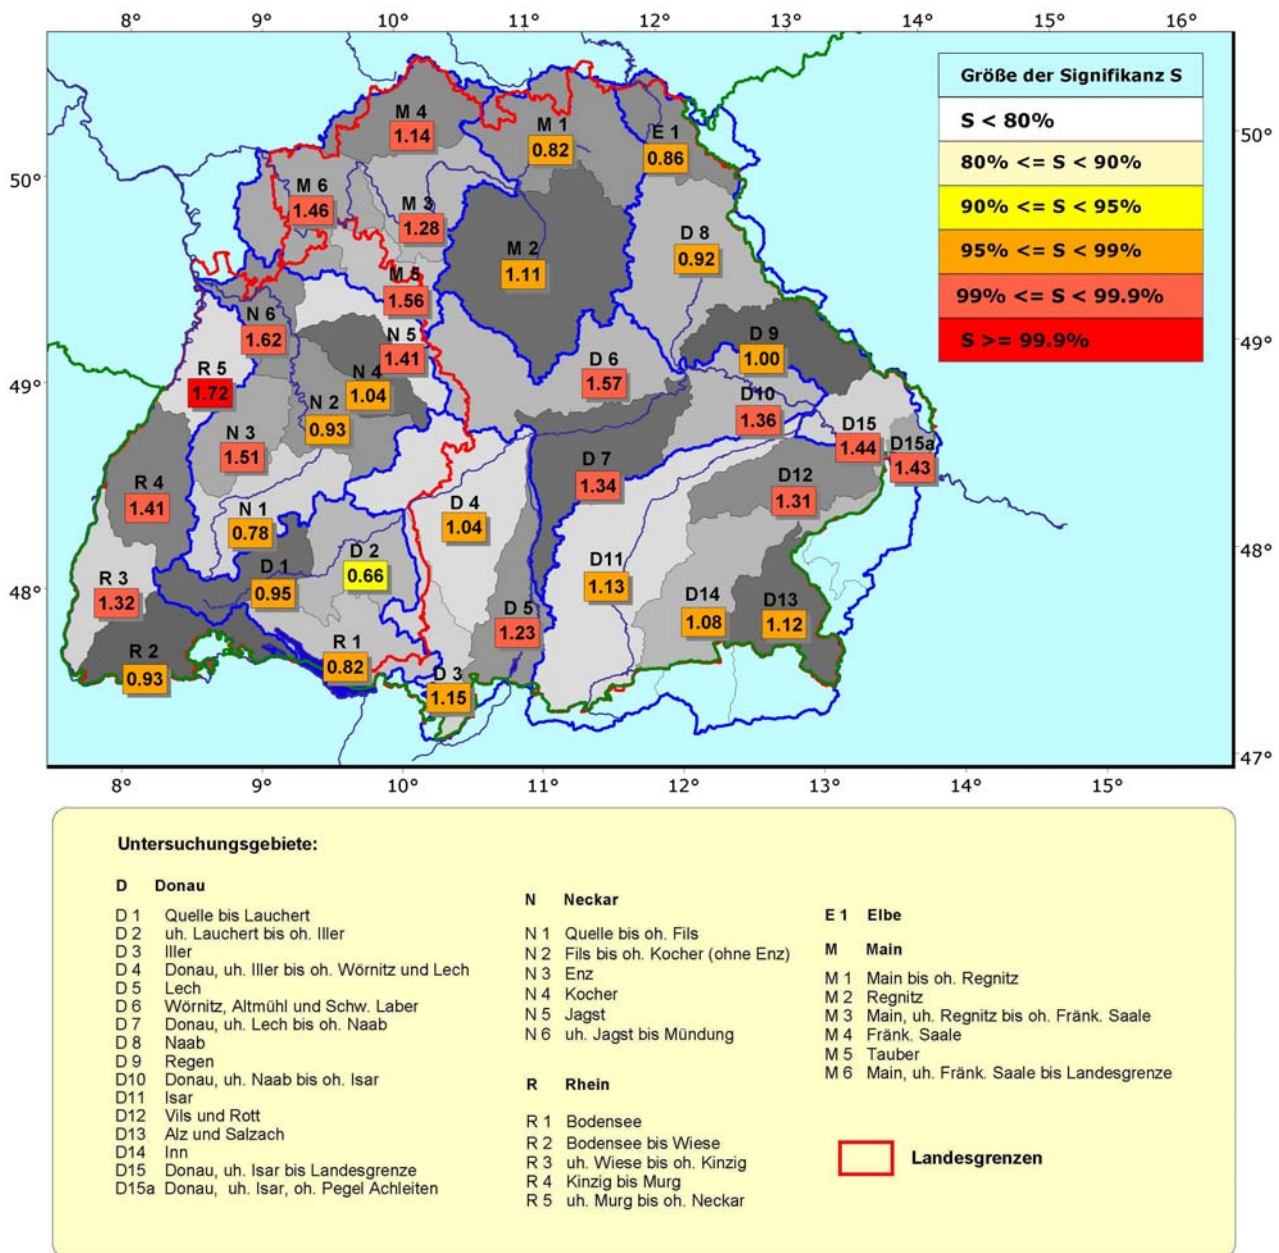 8° 9° 10° 11° 12° 13° 14° 15° 16°
Größe der Signifikanz S
S < 80%
80% <= S < 90%
90% <= S < 95%
95% <= S < 99%
99% <= S < 99.9%
S >= 99.9%
50°
50°
49°
49°
48°
48°
47°
M 4
1.14
M 1
0.82
E 1
0.86
M 6
1.46
M 3
1.28
M 2
1.11
D 8
0.92
M 5
1.56
N 6
1.62
N 5
1.41
D 9
1.00
R 5
1.72
N 4
1.04
D 6
1.57
D10
1.36
N 2
0.93
D15
1.44
D15a
1.43
N 3
1.51
D 7
1.34
D12
1.31
R 4
1.41
N 1
0.78
D 4
1.04
D 2
0.66
D 1
0.95
D11
1.13
R 3
1.32
D14
1.08
D13
1.12
D 5
1.23
R 2
0.93
R 1
0.82
D 3
1.15
8° 9° 10° 11° 12° 13° 14° 15°
Untersuchungsgebiete:
D Donau
D 1 Quelle bis Lauchert
D 2 uh. Lauchert bis oh. Iller
D 3 Iller
D 4 Donau, uh. Iller bis oh. Wörnitz und Lech
D 5 Lech
D 6 Wörnitz, Altmühl und Schw. Laber
D 7 Donau, uh. Lech bis oh. Naab
D 8 Naab
D 9 Regen
D10 Donau, uh. Naab bis oh. Isar
D11 Isar
D12 Vils und Rott
D13 Alz und Salzach
D14 Inn
D15 Donau, uh. Isar bis Landesgrenze
D15a Donau, uh. Isar, oh. Pegel Achleiten
N Neckar
N 1 Quelle bis oh. Fils
N 2 Fils bis oh. Kocher (ohne Enz)
N 3 Enz
N 4 Kocher
N 5 Jagst
N 6 uh. Jagst bis Mündung
R Rhein
R 1 Bodensee
R 2 Bodensee bis Wiese
R 3 uh. Wiese bis oh. Kinzig
R 4 Kinzig bis Murg
R 5 uh. Murg bis oh. Neckar
E 1 Elbe
M Main
M 1 Main bis oh. Regnitz
M 2 Regnitz
M 3 Main, uh. Regnitz bis oh. Fränk. Saale
M 4 Fränk. Saale
M 5 Tauber
M 6 Main, uh. Fränk. Saale bis Landesgrenze
Landesgrenzen